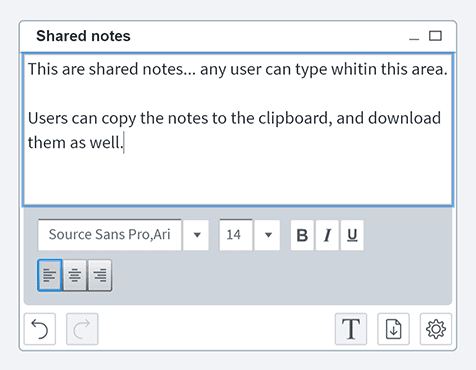 Shared notes
This are shared notes... any user can type whitin this area.
Users can copy the notes to the clipboard, and download
them as well.
Source Sans Pro,Ari
14
B I U
T